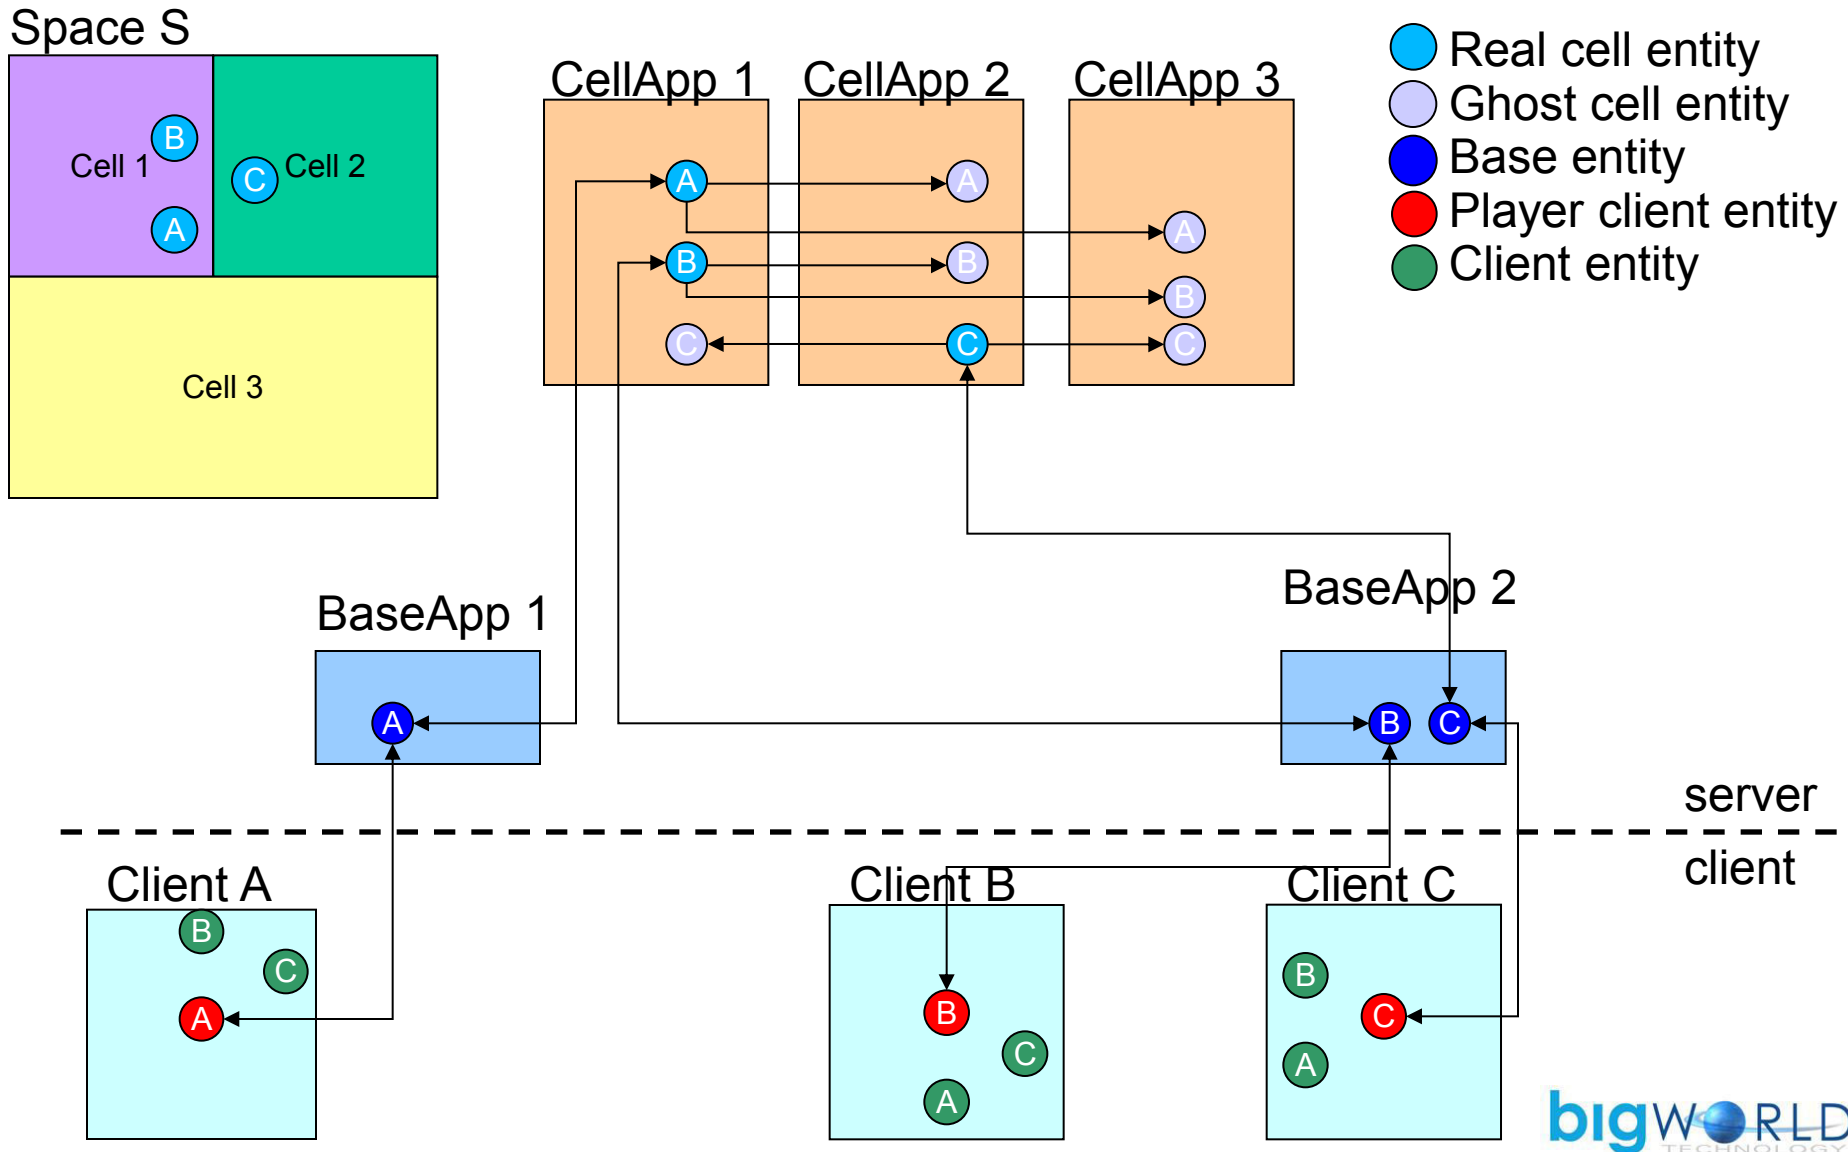 Space S
B
Cell 1
C
Cell 2
A
Cell 3
CellApp 1
CellApp 2
CellApp 3
A
A
A
B
B
B
C
C
C
Real cell entity
Ghost cell entity
Base entity
Player client entity
Client entity
BaseApp 1
A
BaseApp 2
B
C
server
client
Client A
B
C
A
Client B
B
C
A
Client C
B
C
A
bigWORLD
TECHNOLOGY